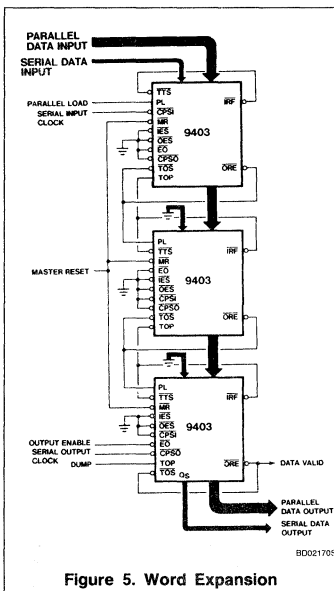 PARALLEL
DATA INPUT
SERIAL DATA
INPUT
TTS
PARALLEL LOAD
PL
IRF
SERIAL INPUT
CLOCK
CPSI
MR
IES
9403
OES
EO
CPSO
TOS
ORE
TOP
PL
TTS
IRF
MR
EO
IES
9403
MASTER RESET
OES
CPSI
CPSO
TOS
ORE
TOP
PL
TTS
IRF
MR
IES
OES
9403
CPSI
OUTPUT ENABLE
EO
SERIAL OUTPUT
CLOCK
CPSO
DUMP
TOP
ORE
DATA VALID
TOS
QS
PARALLEL
DATA OUTPUT
SERIAL DATA
OUTPUT
BD02170S
Figure 5. Word Expansion